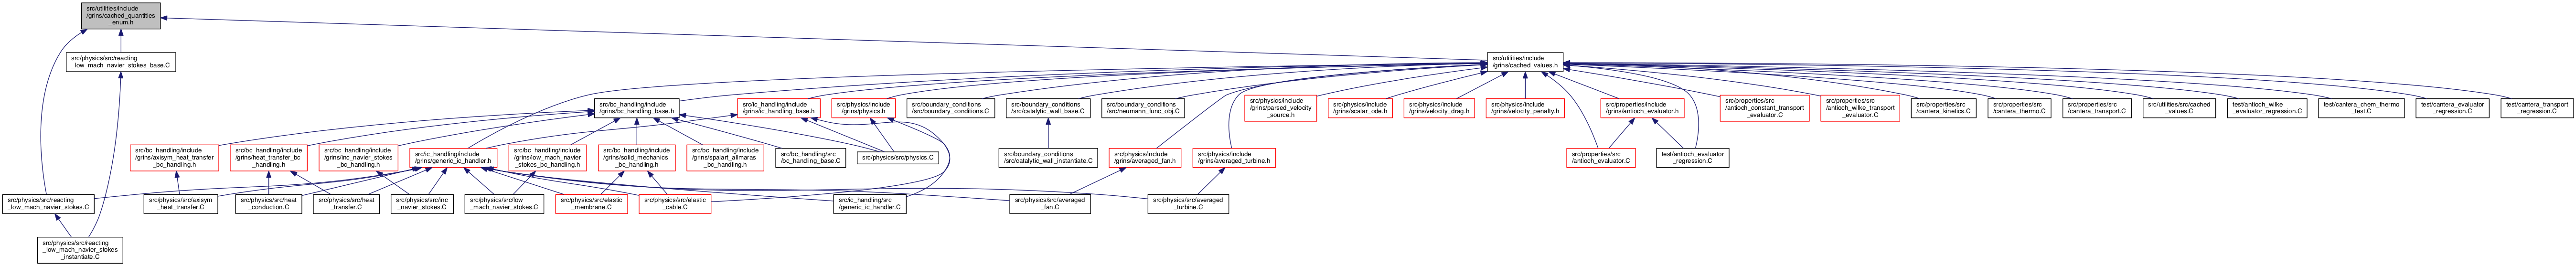 src/utilities/include
/grins/cached_quantities
_enum.h
src/physics/src/reacting
_low_mach_navier_stokes_base.C
src/utilities/include
/grins/cached_values.h
src/bc_handling/include
/grins/bc_handling_base.h
src/ic_handling/include
/grins/ic_handling_base.h
src/physics/include
/grins/physics.h
src/boundary_conditions
/src/boundary_conditions.C
src/boundary_conditions
/src/catalytic_wall_base.C
src/boundary_conditions
/src/neumann_func_obj.C
src/physics/include
/grins/parsed_velocity
_source.h
src/physics/include
/grins/scalar_ode.h
src/physics/include
/grins/velocity_drag.h
src/physics/include
/grins/velocity_penalty.h
src/properties/include
/grins/antioch_evaluator.h
src/properties/src
/antioch_constant_transport
_evaluator.C
src/properties/src
/antioch_wilke_transport
_evaluator.C
src/properties/src
/cantera_kinetics.C
src/properties/src
/cantera_thermo.C
src/properties/src
/cantera_transport.C
src/utilities/src/cached
_values.C
test/antioch_wilke
_evaluator_regression.C
test/cantera_chem_thermo
_test.C
test/cantera_evaluator
_regression.C
test/cantera_transport
_regression.C
src/bc_handling/include
/grins/axisym_heat_transfer
_bc_handling.h
src/bc_handling/include
/grins/heat_transfer_bc
_handling.h
src/bc_handling/include
/grins/inc_navier_stokes
_bc_handling.h
src/ic_handling/include
/grins/generic_ic_handler.h
src/bc_handling/include
/grins/low_mach_navier
_stokes_bc_handling.h
src/bc_handling/include
/grins/solid_mechanics
_bc_handling.h
src/bc_handling/include
/grins/spalart_allmaras
_bc_handling.h
src/bc_handling/src
/bc_handling_base.C
src/physics/src/physics.C
src/boundary_conditions
/src/catalytic_wall_instantiate.C
src/physics/include
/grins/averaged_fan.h
src/physics/include
/grins/averaged_turbine.h
src/properties/src
/antioch_evaluator.C
test/antioch_evaluator
_regression.C
src/physics/src/reacting
_low_mach_navier_stokes.C
src/physics/src/axisym
_heat_transfer.C
src/physics/src/heat
_conduction.C
src/physics/src/heat
_transfer.C
src/physics/src/inc
_navier_stokes.C
src/physics/src/low
_mach_navier_stokes.C
src/physics/src/elastic
_membrane.C
src/physics/src/elastic
_cable.C
src/ic_handling/src
/generic_ic_handler.C
src/physics/src/averaged
_fan.C
src/physics/src/averaged
_turbine.C
src/physics/src/reacting
_low_mach_navier_stokes
_instantiate.C